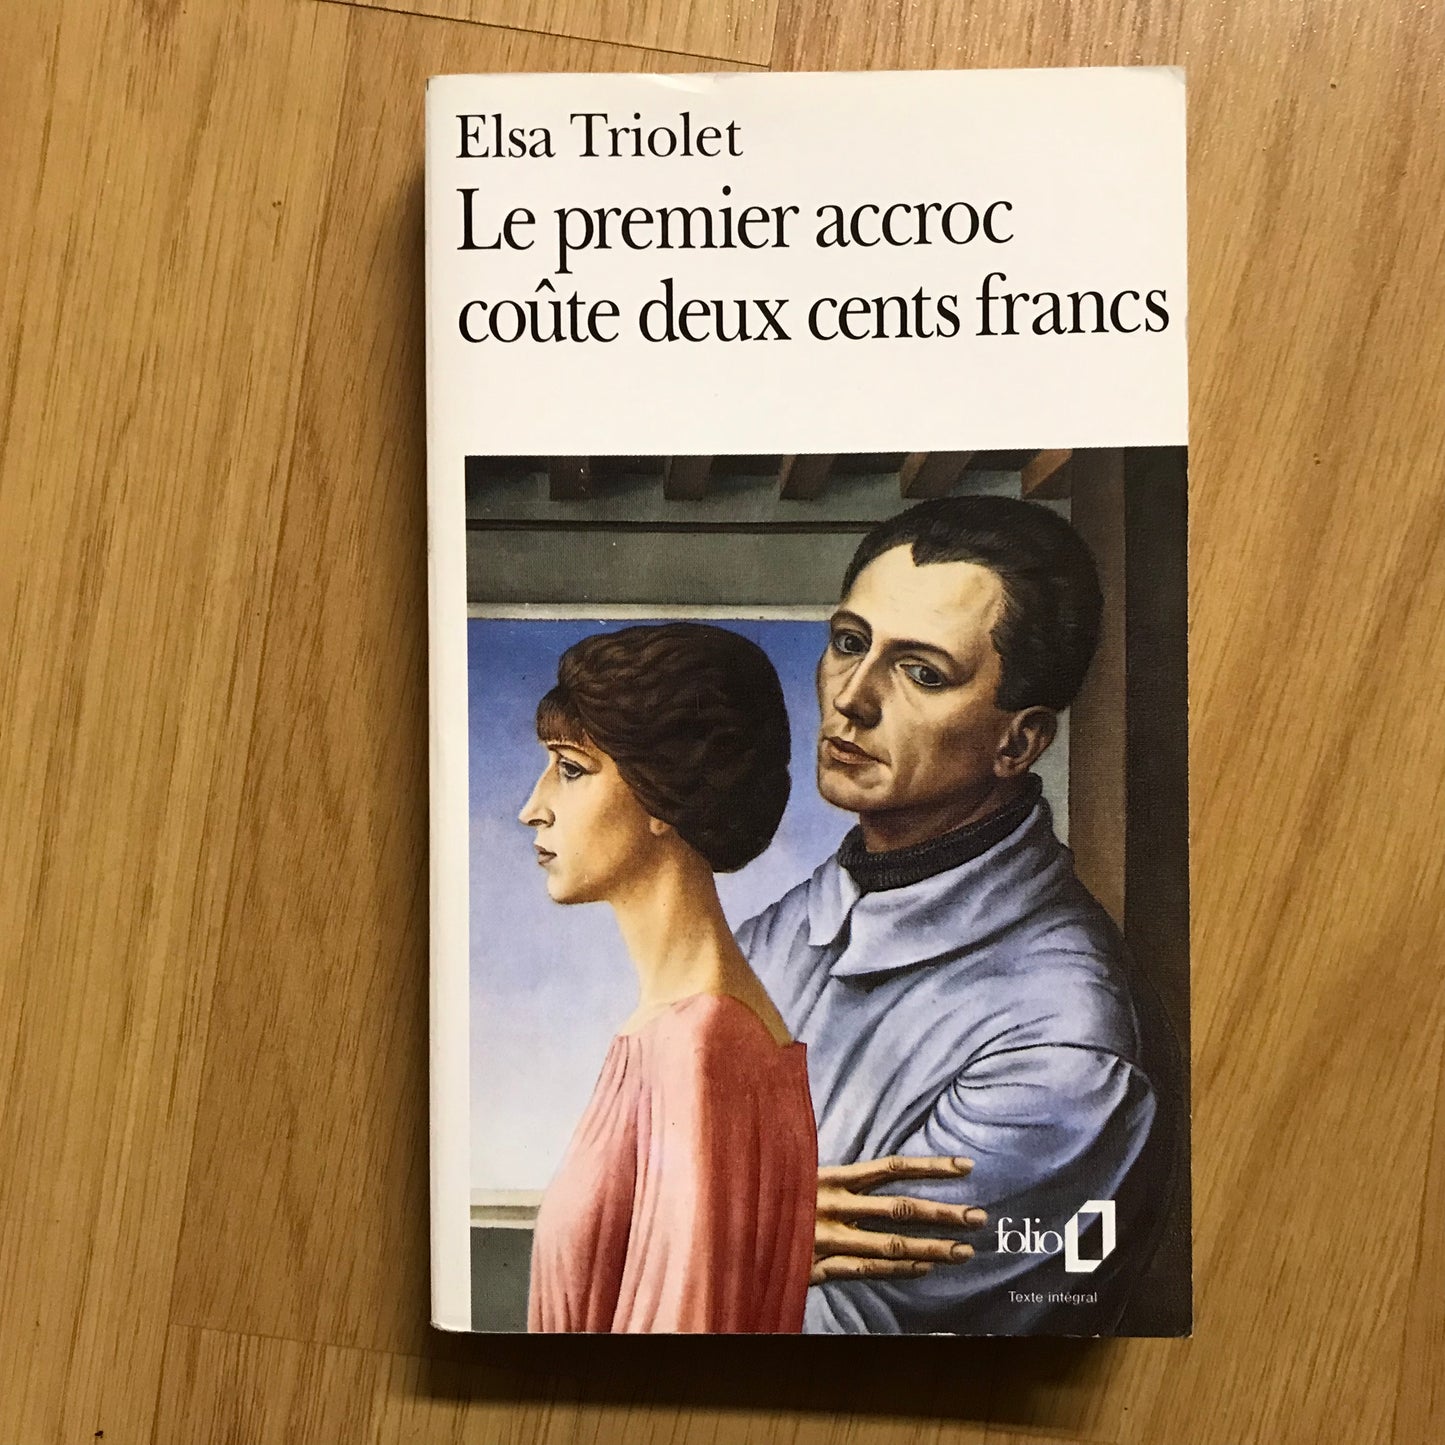 Elsa Triolet
Le premier accroc
coûte deux cents francs
folio
Texte intégral